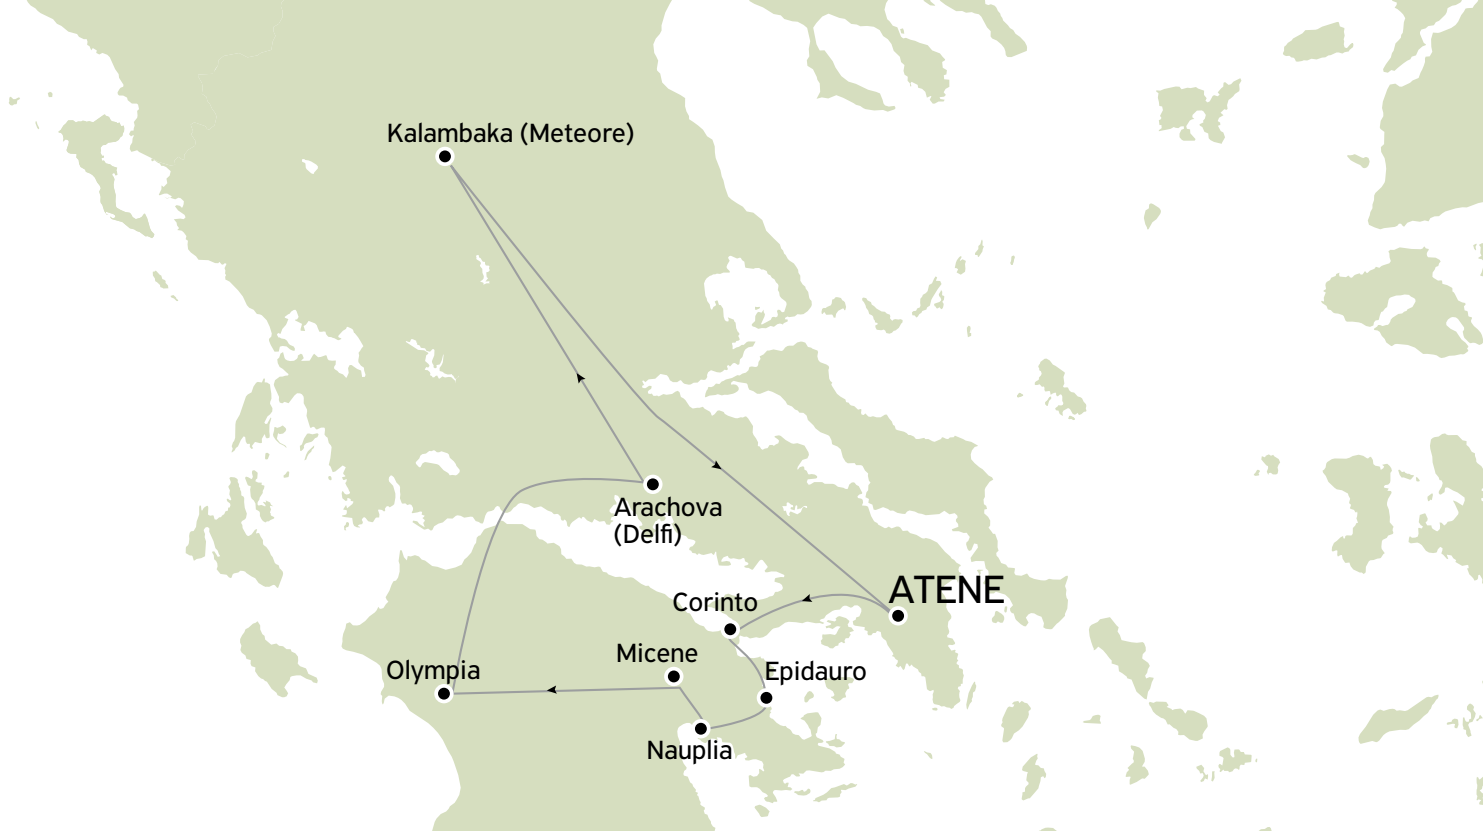 Kalambaka (Meteore)
Arachova
(Delfi)
ATENE
Corinto
Micene
Epidauro
Olympia
Nauplia